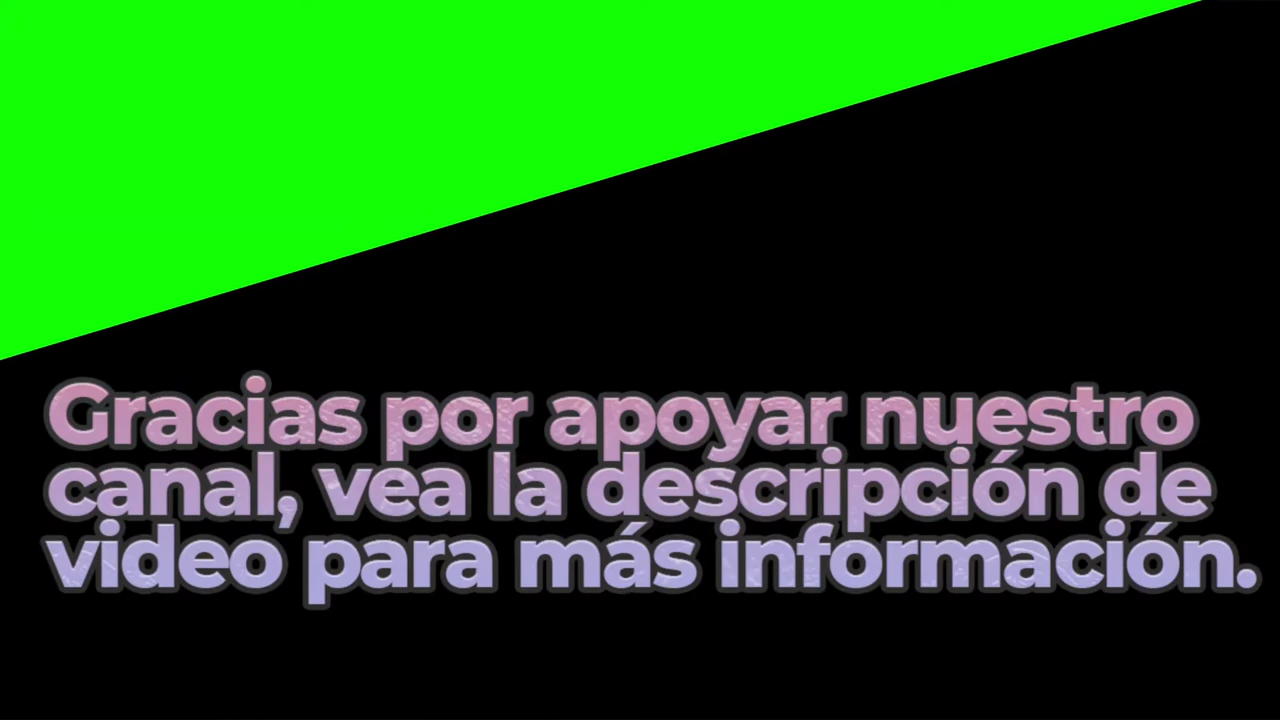 Gracias por apoyar nuestro
canal, vea la descripción de
video para más información.